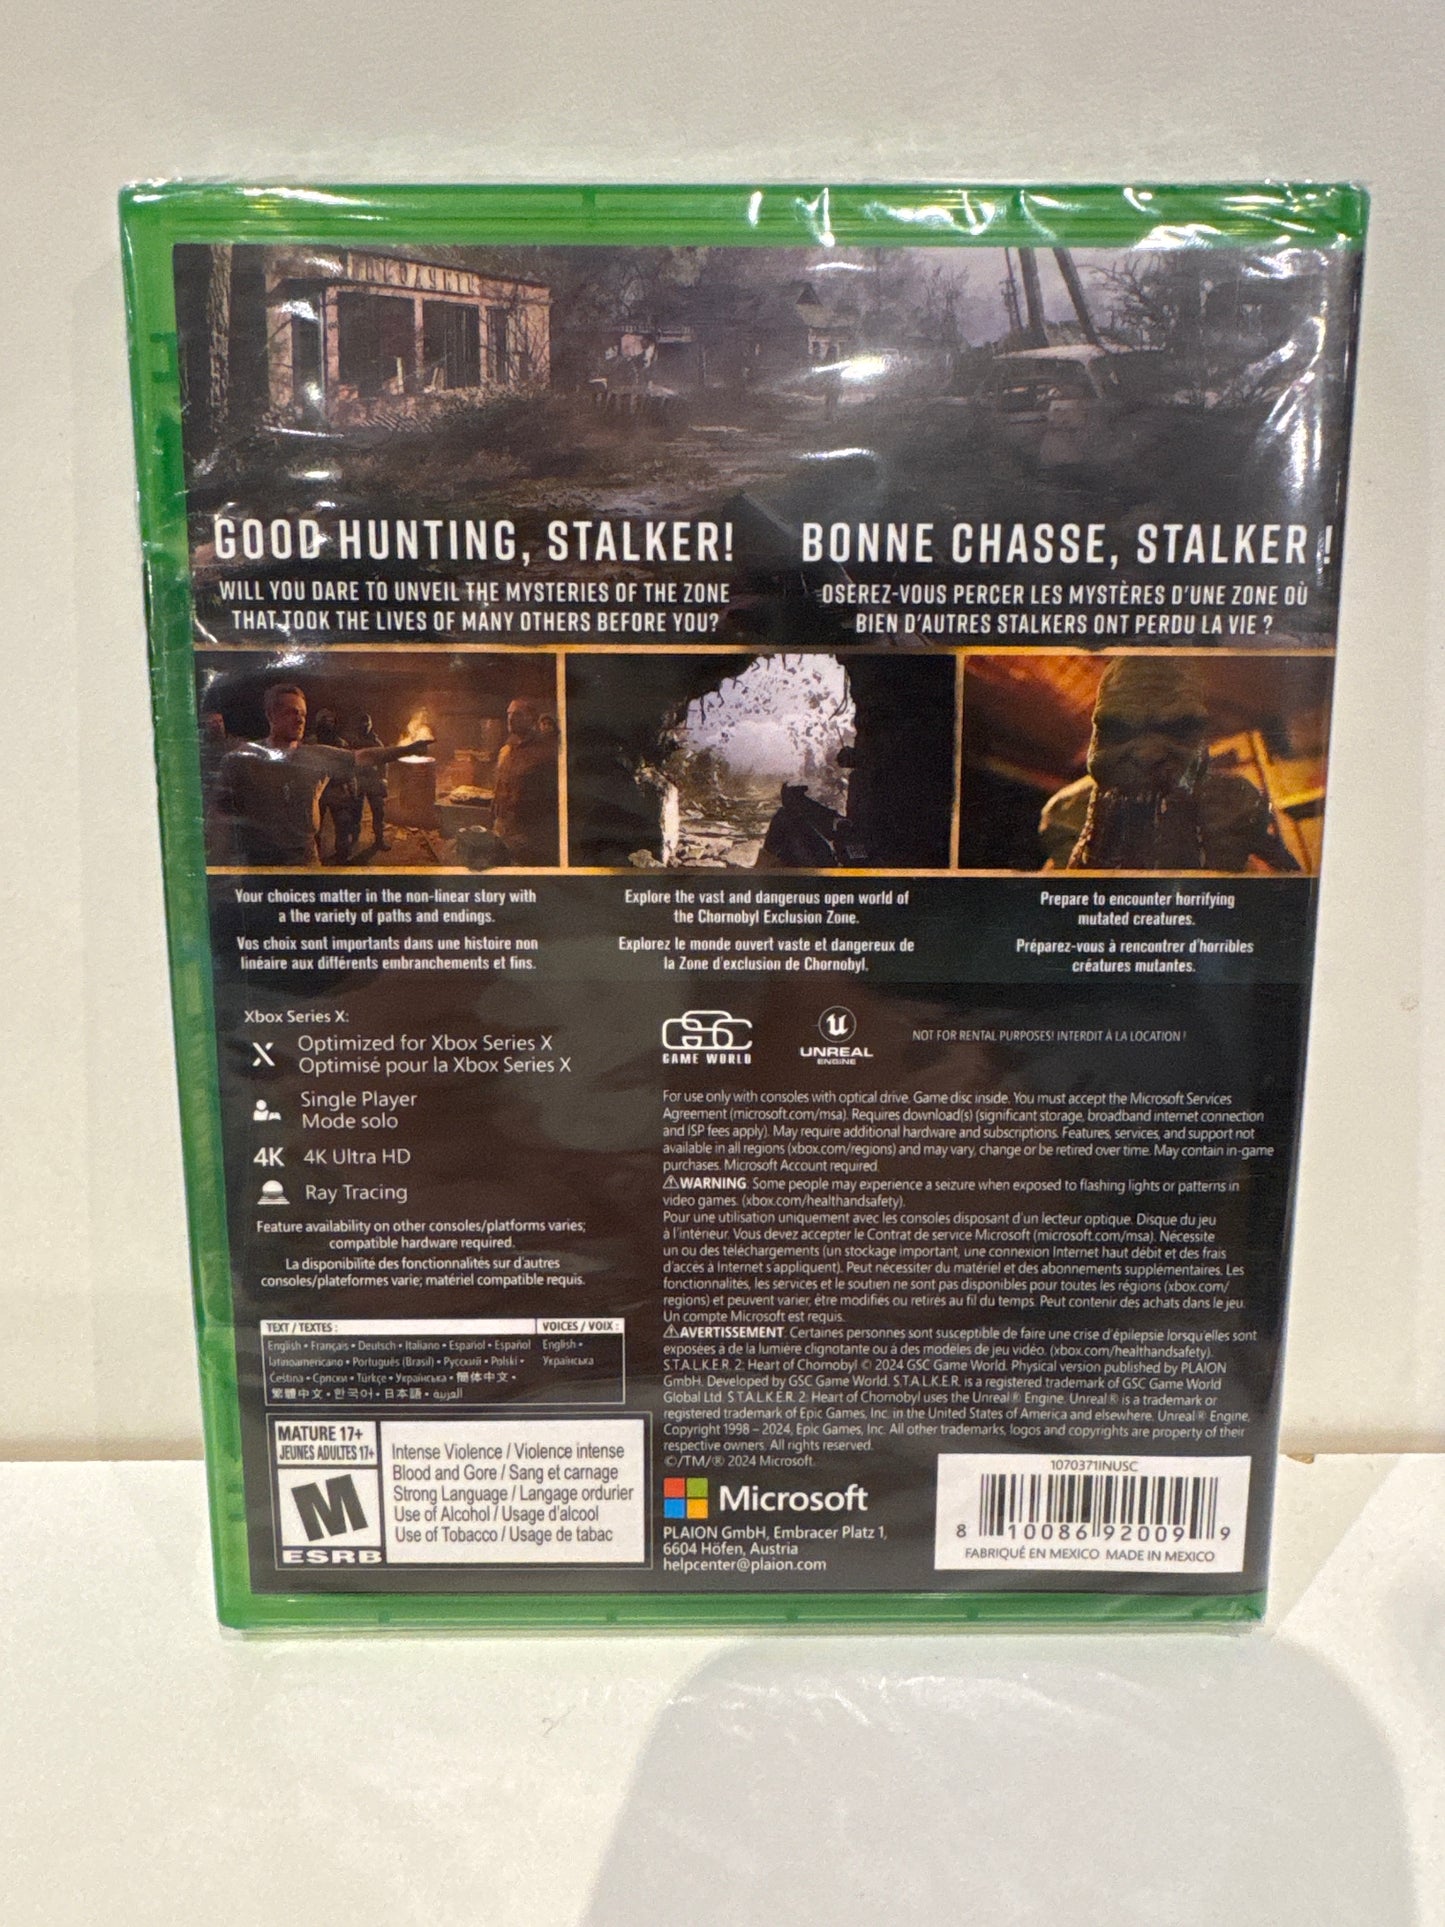 GOOD HUNTING, STALKER!
WILL YOU DARE TO UNVEIL THE MYSTERIES OF THE ZONE
THAT TOOK THE LIVES OF MANY OTHERS BEFORE YOU?
BONNE CHASSE, STALKER !
OSEREZ-VOUS PERCER LES MYSTÈRES D'UNE ZONE OÙ
BIEN D'AUTRES STALKERS ONT PERDU LA VIE ?
Your choices matter in the non-linear story with
a the variety of paths and endings.
Vos choix sont importants dans une histoire non
linéaire aux différents embranchements et fins.
Explore the vast and dangerous open world of
the Chornobyl Exclusion Zone.
Explorez le monde ouvert vaste et dangereux de
la Zone d'exclusion de Chornobyl.
Prepare to encounter horrifying
mutated creatures.
Préparez-vous à rencontrer d'horribles
créatures mutantes.
Xbox Series X:
Optimized for Xbox Series X
Optimisé pour la Xbox Series X
Single Player
Mode solo
4K 4K Ultra HD
Ray Tracing
Feature availability on other consoles/platforms varies;
compatible hardware required.
La disponibilité des fonctionnalités sur d'autres
consoles/plateformes varie; matériel compatible requis.
TEXT / TEXTES :
English • Français • Deutsch • Italiano • Español • Español
latinoamericano • Português (Brasil) • Русский • Polski •
Čeština • Српски • Türkçe • Українська • 簡体中文 •
繁體中文 • 한국어 • 日本語 • العربية
VOICES / VOIX :
English •
Українська
MATURE 17+
JEUNES ADULTES 17+
M
ESRB
Intense Violence / Violence intense
Blood and Gore / Sang et carnage
Strong Language / Langage ordurier
Use of Alcohol / Usage d'alcool
Use of Tobacco / Usage de tabac
GSC
GAME WORLD
UNREAL
ENGINE
NOT FOR RENTAL PURPOSES! INTERDIT À LA LOCATION !
For use only with consoles with optical drive. Game disc inside. You must accept the Microsoft Services
Agreement (microsoft.com/msa). Requires download(s) (significant storage, broadband internet connection
and ISP fees apply). May require additional hardware and subscriptions. Features, services, and support not
available in all regions (xbox.com/regions) and may vary, change or be retired over time. May contain in-game
purchases. Microsoft Account required.
⚠WARNING Some people may experience a seizure when exposed to flashing lights or patterns in
video games. (xbox.com/healthandsafety).
Pour une utilisation uniquement avec les consoles disposant d'un lecteur optique. Disque du jeu
à l'intérieur. Vous devez accepter le Contrat de service Microsoft (microsoft.com/msa). Nécessite
un ou des téléchargements (un stockage important, une connexion Internet haut débit et des frais
d'accès à Internet s'appliquent). Peut nécessiter du matériel et des abonnements supplémentaires. Les
fonctionnalités, les services et le soutien ne sont pas disponibles pour toutes les régions (xbox.com/
regions) et peuvent varier, être modifiés ou retirés au fil du temps. Peut contenir des achats dans le jeu.
Un compte Microsoft est requis.
⚠AVERTISSEMENT Certaines personnes sont susceptible de faire une crise d'épilepsie lorsqu'elles sont
exposées à de la lumière clignotante ou à des modèles de jeu vidéo. (xbox.com/healthandsafety).
S.T.A.L.K.E.R. 2: Heart of Chornobyl © 2024 GSC Game World. Physical version published by PLAION
GmbH. Developed by GSC Game World. S.T.A.L.K.E.R. is a registered trademark of GSC Game World
Global Ltd. S.T.A.L.K.E.R. 2: Heart of Chornobyl uses the Unreal® Engine. Unreal® is a trademark or
registered trademark of Epic Games, Inc. in the United States of America and elsewhere. Unreal® Engine,
Copyright 1998 – 2024, Epic Games, Inc. All other trademarks, logos and copyrights are property of their
respective owners. All rights reserved.
©/TM/® 2024 Microsoft.
Microsoft
PLAION GmbH, Embracer Platz 1,
6604 Höfen, Austria
helpcenter@plaion.com
1070371INUSC
8 10086 92009 9
FABRIQUÉ EN MEXICO MADE IN MEXICO